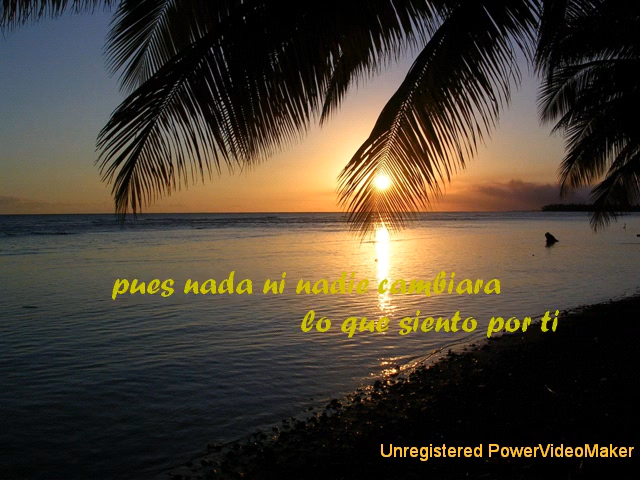 pues nada ni nadie cambiara
lo que siento por ti
Unregistered PowerVideoMaker